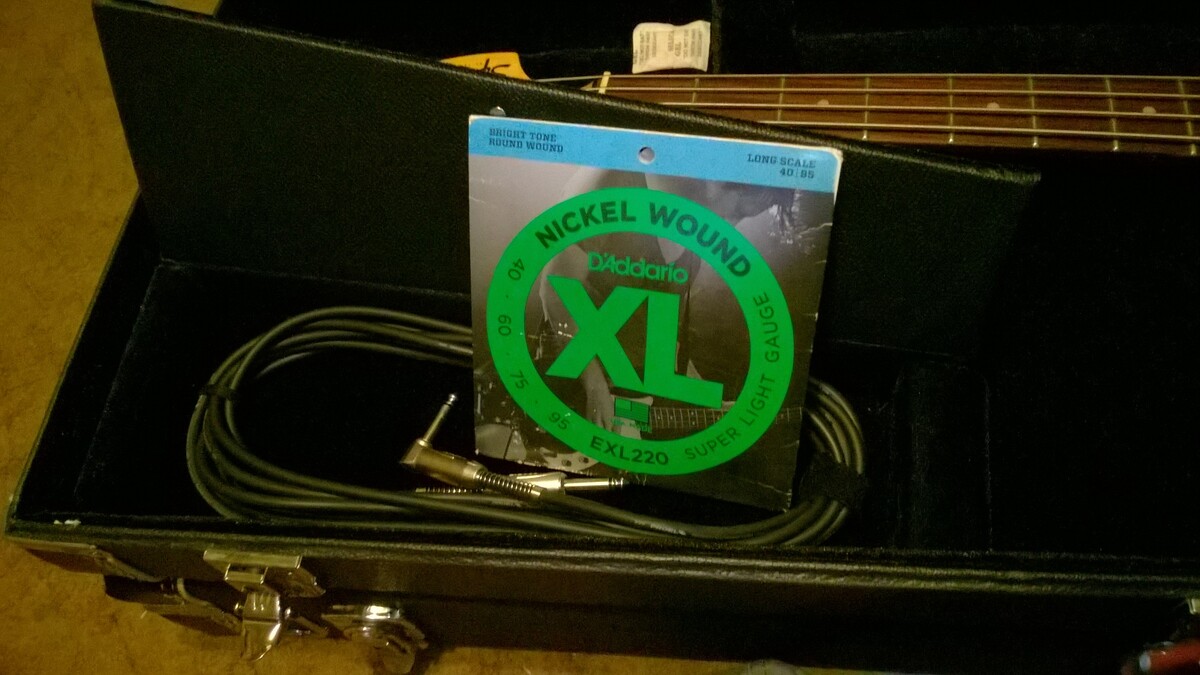 BRIGHT TONE
ROUND WOUND
LONG SCALE
40 | 95
NICKEL WOUND
D'Addario
XL
40 · 60 · 75 · 95
EXL220
SUPER LIGHT GAUGE